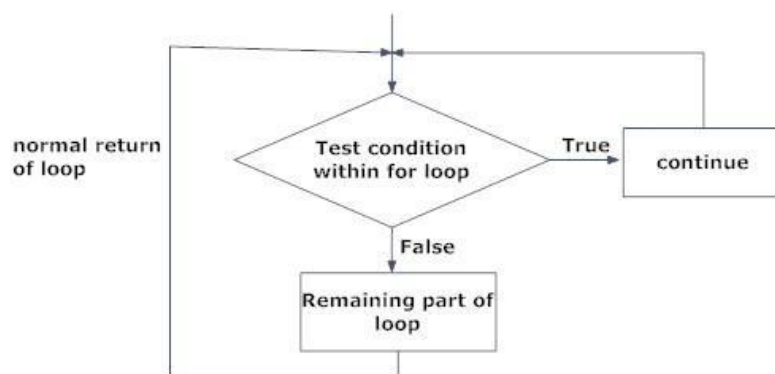 normal return
of loop
Test condition
within for loop
True
continue
False
Remaining part of
loop